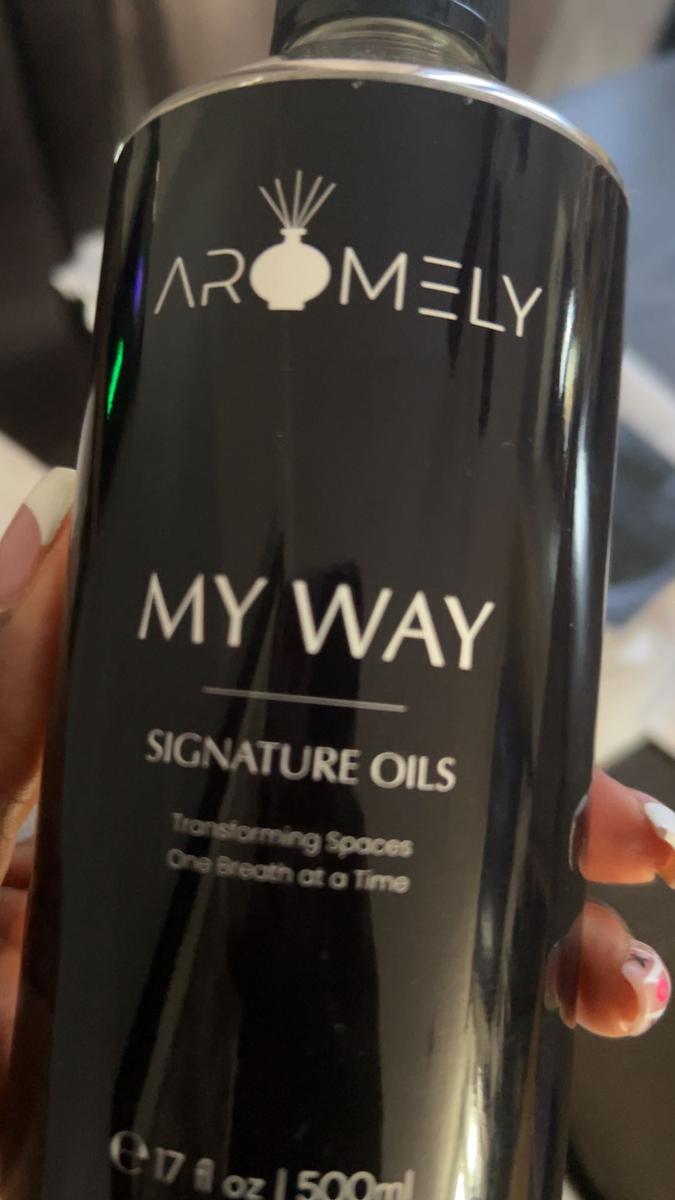 AROMELY
MY WAY
SIGNATURE OILS
Transforming Spaces
One Breath at a Time
℮ 17 fl oz | 500ml